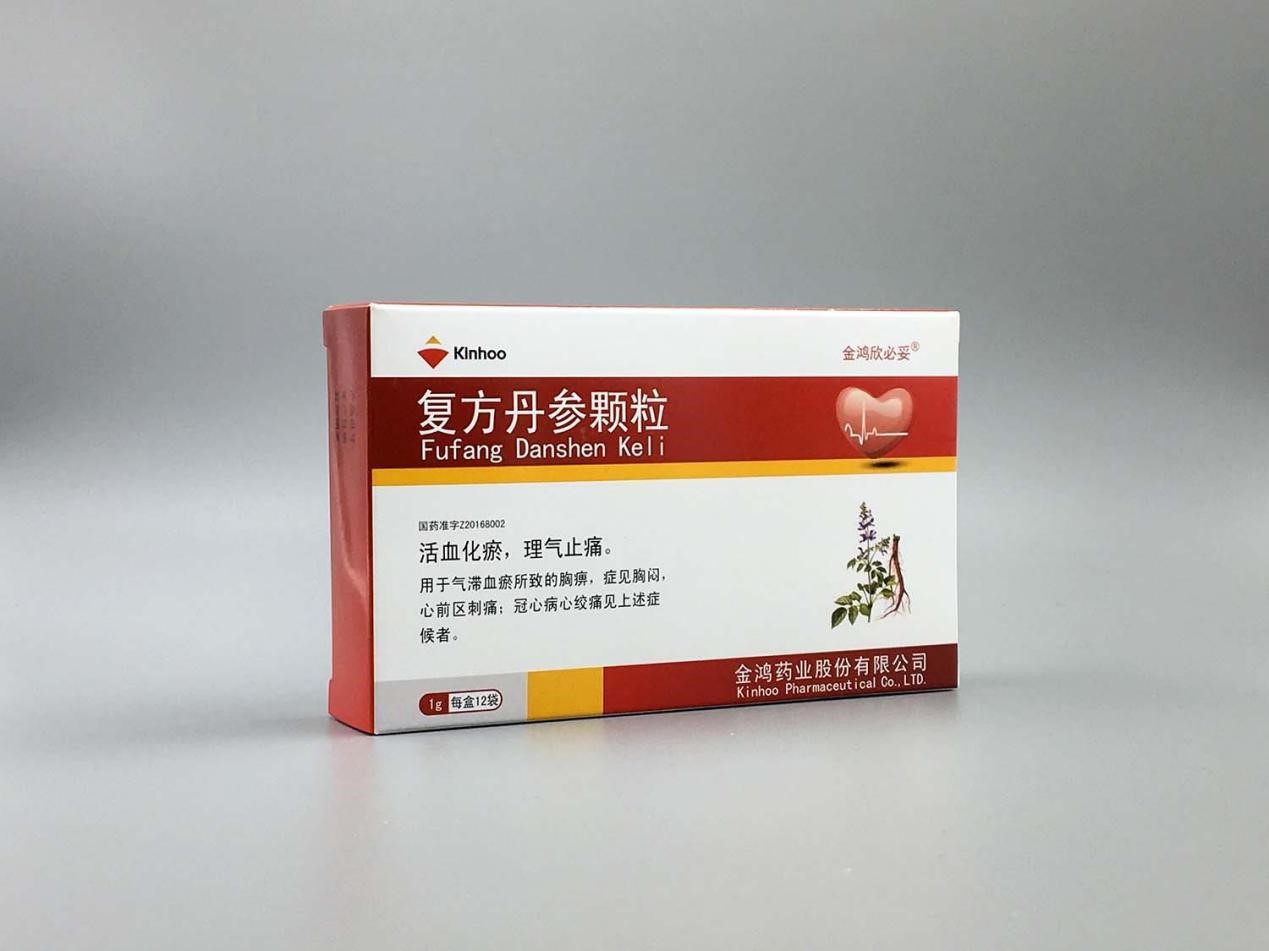 Kinhoo
金鸿欣必妥®
复方丹参颗粒
Fufang Danshen Keli
国药准字Z20168002
活血化瘀，理气止痛。
用于气滞血瘀所致的胸痹，症见胸闷，
心前区刺痛；冠心病心绞痛见上述症
候者。
1g 每盒12袋
金鸿药业股份有限公司
Kinhoo Pharmaceutical Co.,LTD.